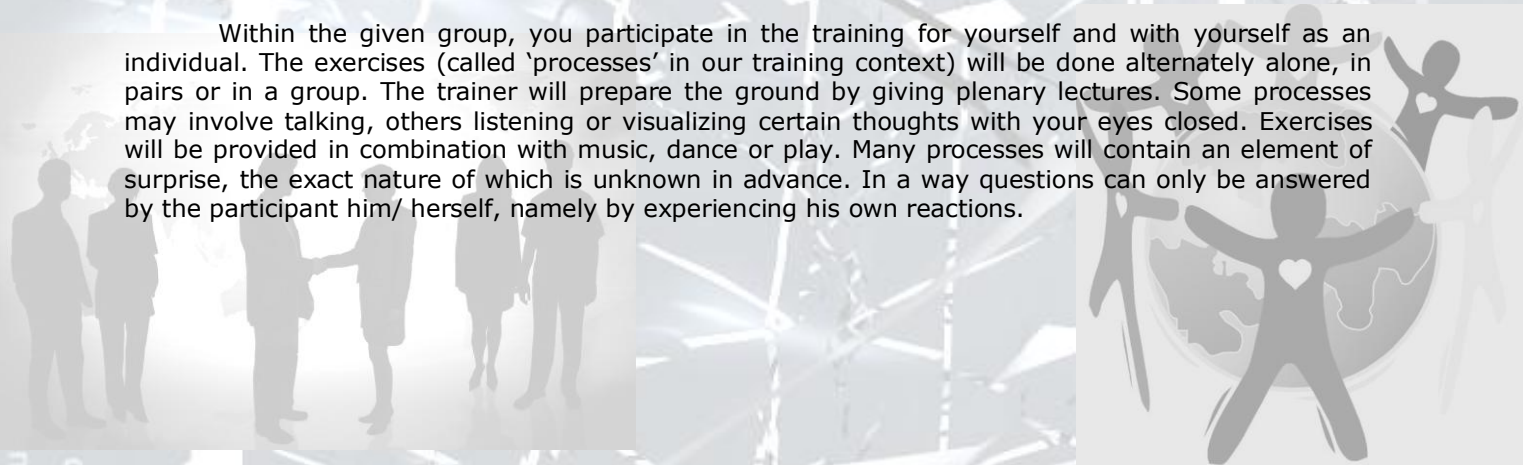 Within the given group, you participate in the training for yourself and with yourself as an
individual. The exercises (called ‘processes’ in our training context) will be done alternately alone, in
pairs or in a group. The trainer will prepare the ground by giving plenary lectures. Some processes
may involve talking, others listening or visualizing certain thoughts with your eyes closed. Exercises
will be provided in combination with music, dance or play. Many processes will contain an element of
surprise, the exact nature of which is unknown in advance. In a way questions can only be answered
by the participant him/ herself, namely by experiencing his own reactions.